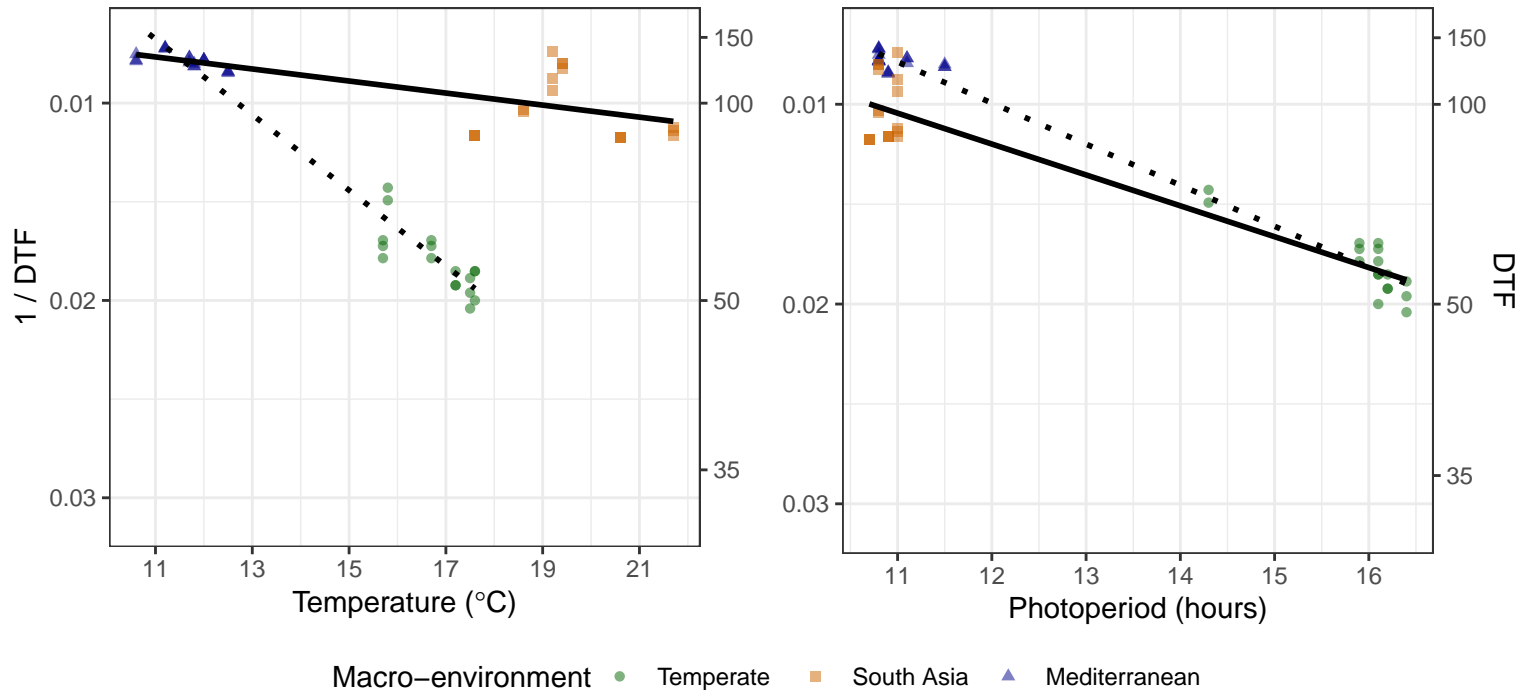 1 / DTF
0.01
0.02
0.03
150
100
50
35
11 13 15 17 19 21
Temperature (°C)
0.01
0.02
0.03
150
100
50
35
DTF
11 12 13 14 15 16
Photoperiod (hours)
Macro−environment Temperate South Asia Mediterranean